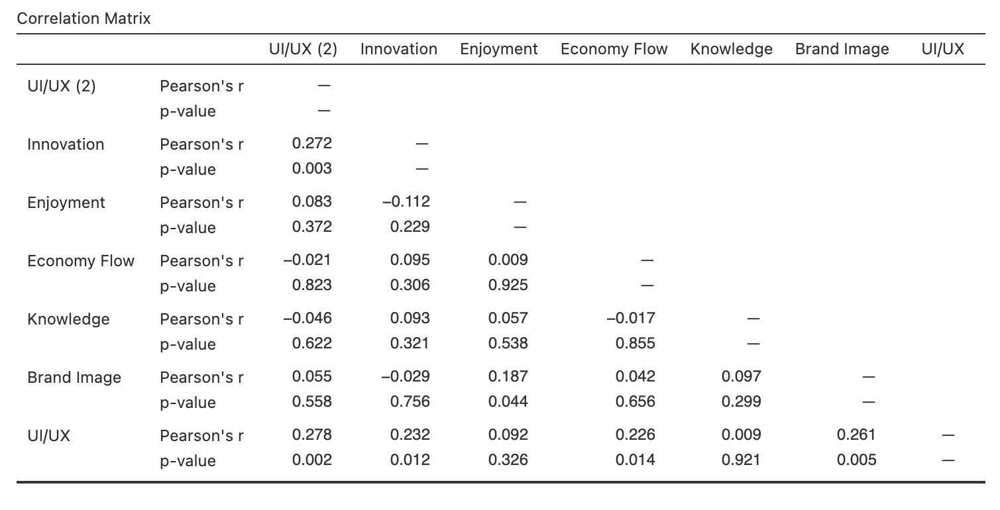 Correlation Matrix
UI/UX (2) Innovation Enjoyment Economy Flow Knowledge Brand Image UI/UX
UI/UX (2) Pearson's r —
p-value —
Innovation Pearson's r 0.272 —
p-value 0.003 —
Enjoyment Pearson's r 0.083 –0.112 —
p-value 0.372 0.229 —
Economy Flow Pearson's r –0.021 0.095 0.009 —
p-value 0.823 0.306 0.925 —
Knowledge Pearson's r –0.046 0.093 0.057 –0.017 —
p-value 0.622 0.321 0.538 0.855 —
Brand Image Pearson's r 0.055 –0.029 0.187 0.042 0.097 —
p-value 0.558 0.756 0.044 0.656 0.299 —
UI/UX Pearson's r 0.278 0.232 0.092 0.226 0.009 0.261 —
p-value 0.002 0.012 0.326 0.014 0.921 0.005 —